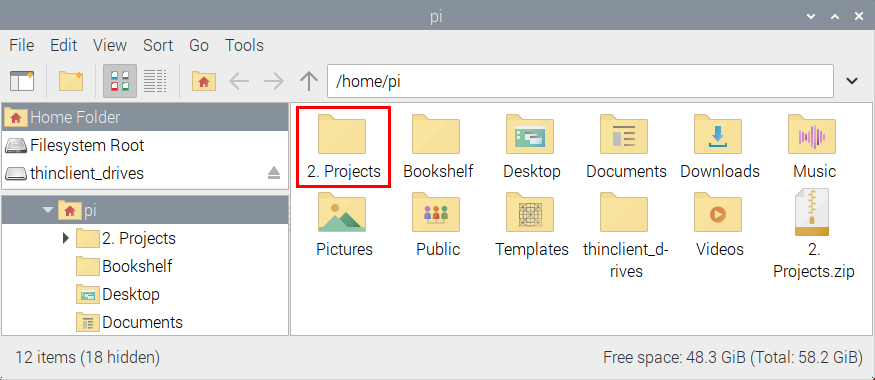 pi
File Edit View Sort Go Tools
/home/pi
Home Folder
Filesystem Root
thinclient_drives
pi
2. Projects
Bookshelf
Desktop
Documents
2. Projects Bookshelf Desktop Documents Downloads Music
Pictures Public Templates thinclient_d-
rives Videos 2.
Projects.zip
12 items (18 hidden) Free space: 48.3 GiB (Total: 58.2 GiB)